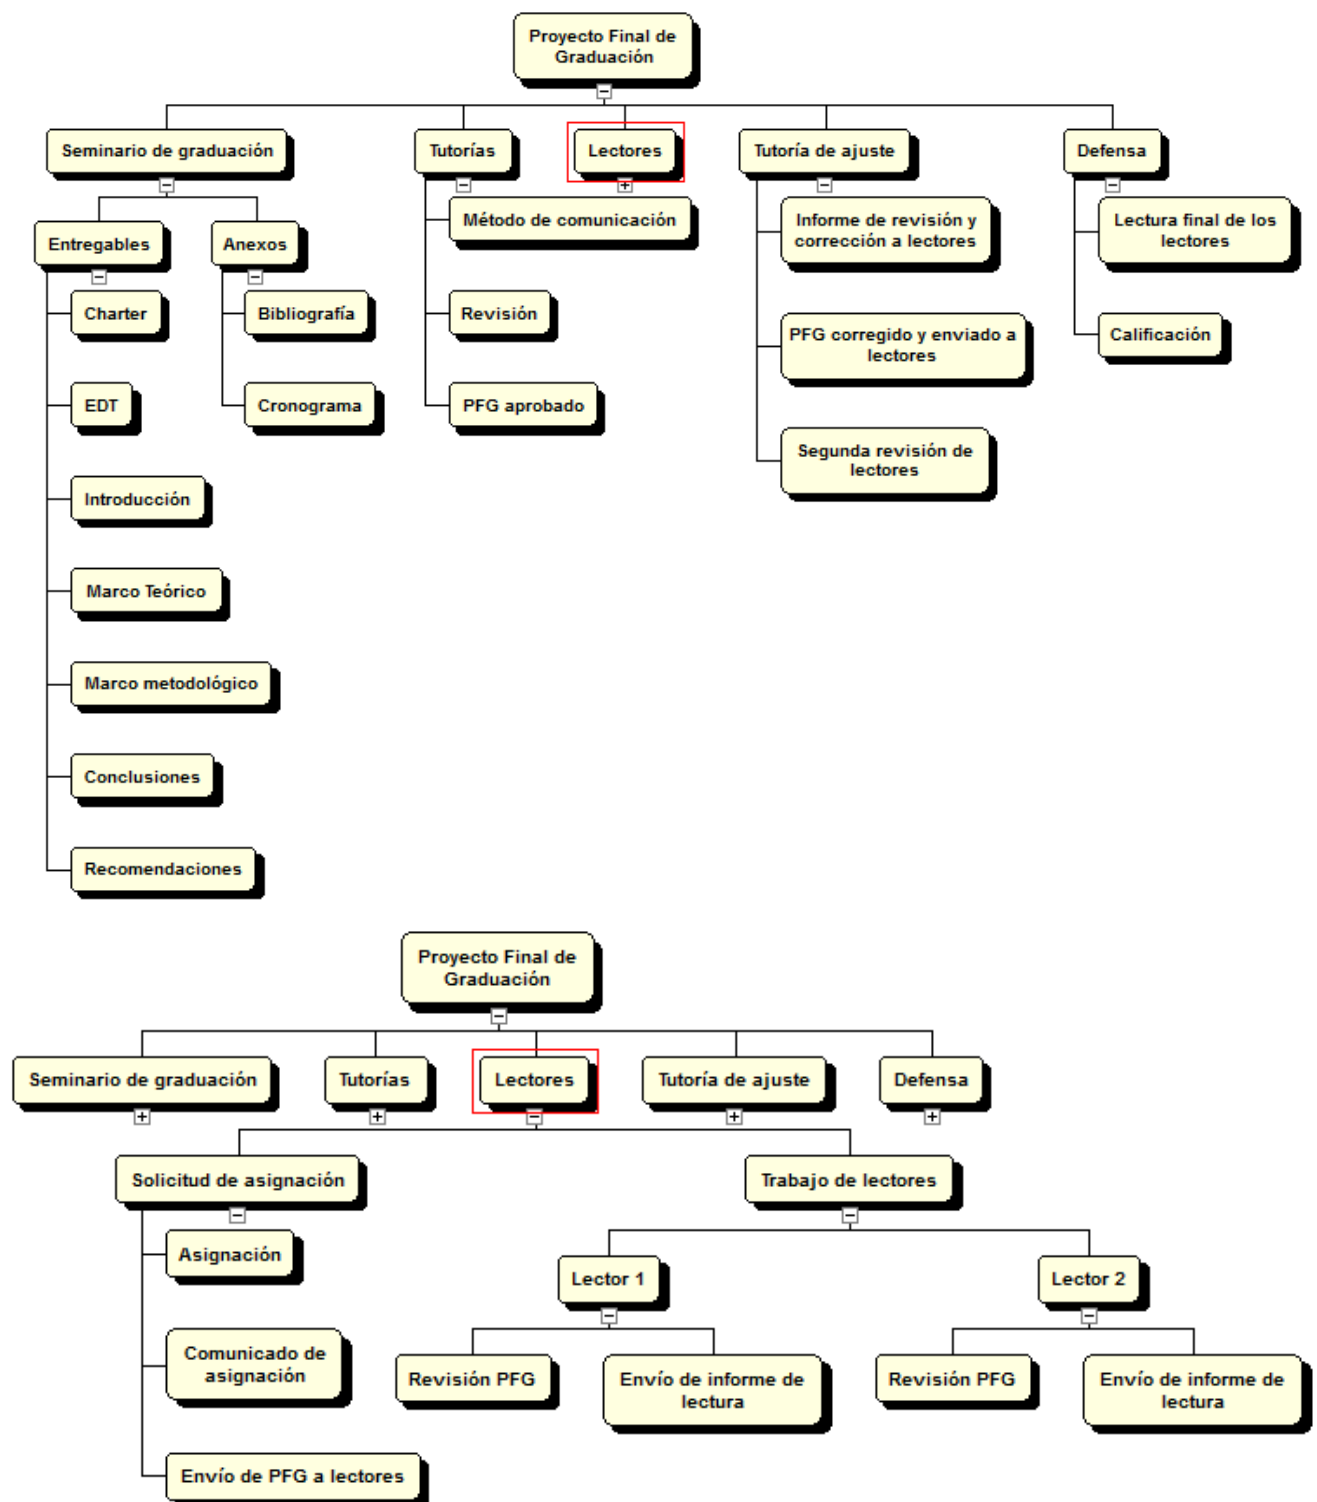 Proyecto Final de
Graduación
Seminario de graduación
Tutorías
Lectores
Tutoría de ajuste
Defensa
Entregables
Anexos
Método de comunicación
Informe de revisión y
corrección a lectores
Lectura final de los
lectores
Charter
Bibliografía
Revisión
PFG corregido y enviado a
lectores
Calificación
EDT
Cronograma
PFG aprobado
Segunda revisión de
lectores
Introducción
Marco Teórico
Marco metodológico
Conclusiones
Recomendaciones
Proyecto Final de
Graduación
Seminario de graduación
Tutorías
Lectores
Tutoría de ajuste
Defensa
Solicitud de asignación
Trabajo de lectores
Asignación
Lector 1
Lector 2
Comunicado de
asignación
Revisión PFG
Envío de informe de
lectura
Revisión PFG
Envío de informe de
lectura
Envío de PFG a lectores